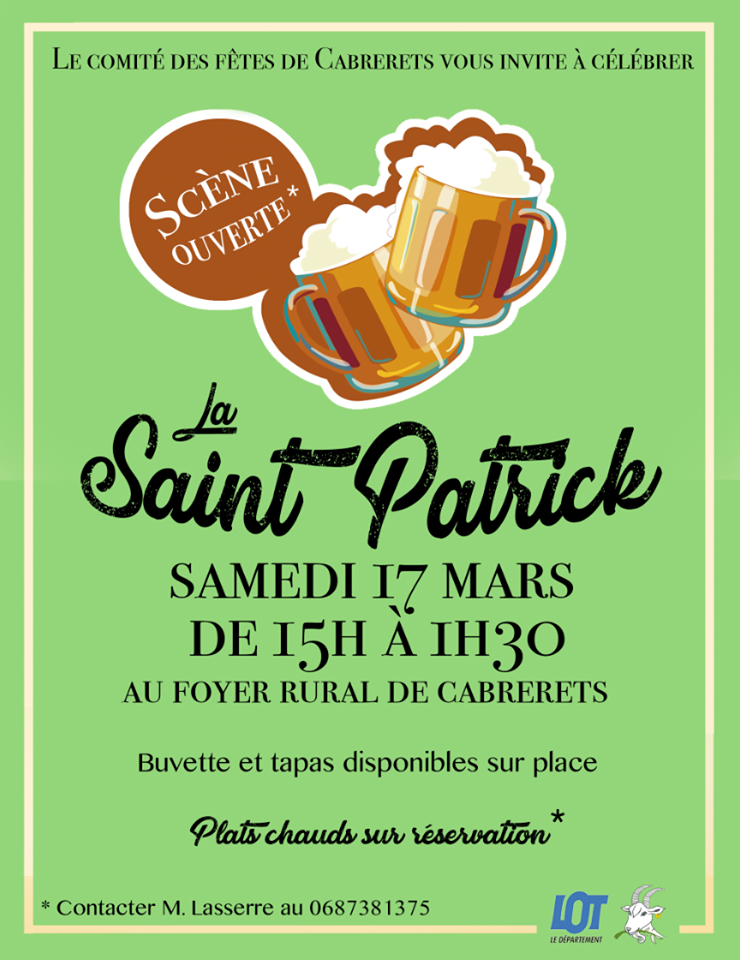 Le comité des fêtes de Cabrerets vous invite à célébrer
Scène
ouverte*
La
Saint Patrick
SAMEDI 17 MARS
DE 15H À 1H30
AU FOYER RURAL DE CABRERETS
Buvette et tapas disponibles sur place
Plats chauds sur réservation*
* Contacter M. Lasserre au 0687381375
LOT
LE DÉPARTEMENT